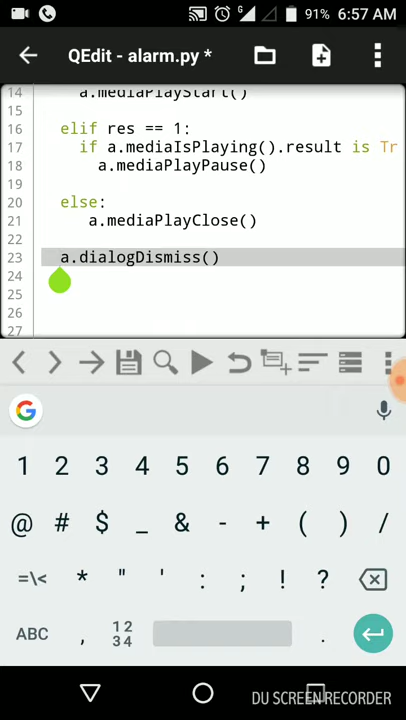 91% 6:57 AM
QEdit - alarm.py *
14 a.mediaPlayStart()
15
16 elif res == 1:
17 if a.mediaIsPlaying().result is Tr
18 a.mediaPlayPause()
19
20 else:
21 a.mediaPlayClose()
22
23 a.dialogDismiss()
24
25
26
27
1 2 3 4 5 6 7 8 9 0
@ # $ _ & - + ( ) /
=\< * " ' : ; ! ?
ABC , 12 34 .
DU SCREEN RECORDER